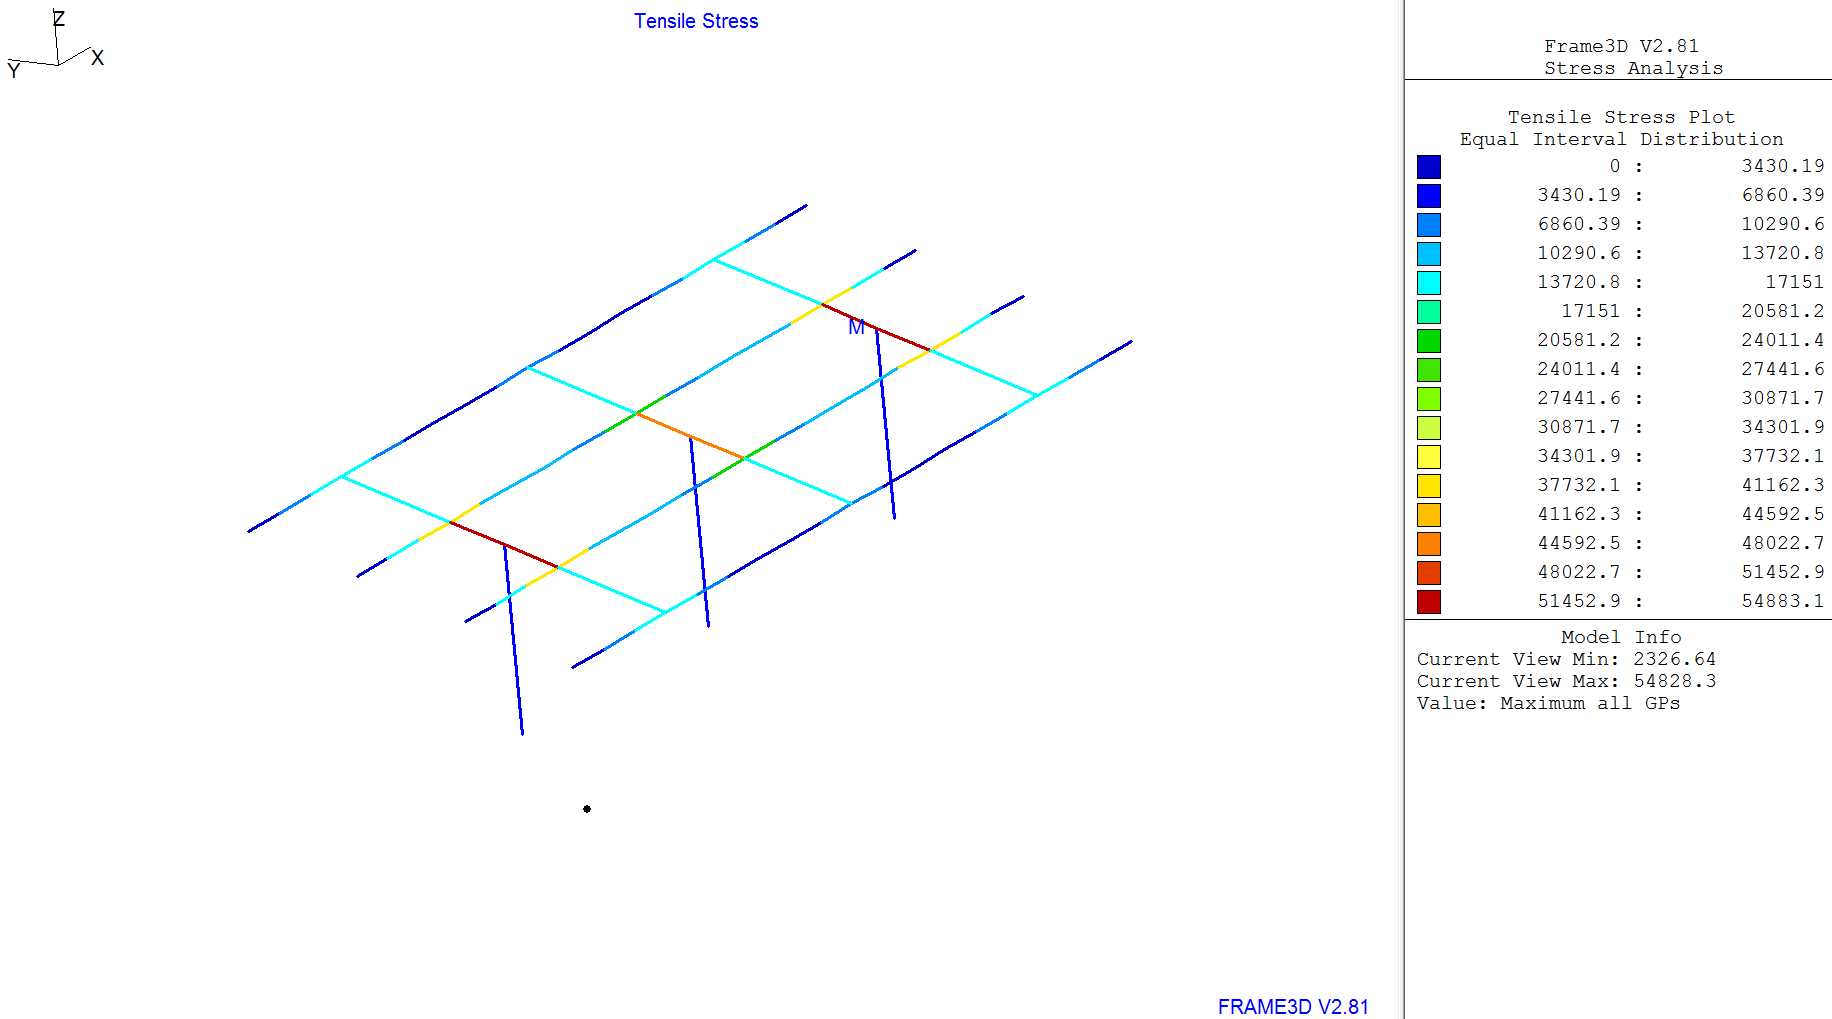 Z
Y
X
Tensile Stress
M
FRAME3D V2.81
Frame3D V2.81
Stress Analysis
Tensile Stress Plot
Equal Interval Distribution
0 : 3430.19
3430.19 : 6860.39
6860.39 : 10290.6
10290.6 : 13720.8
13720.8 : 17151
17151 : 20581.2
20581.2 : 24011.4
24011.4 : 27441.6
27441.6 : 30871.7
30871.7 : 34301.9
34301.9 : 37732.1
37732.1 : 41162.3
41162.3 : 44592.5
44592.5 : 48022.7
48022.7 : 51452.9
51452.9 : 54883.1
Model Info
Current View Min: 2326.64
Current View Max: 54828.3
Value: Maximum all GPs